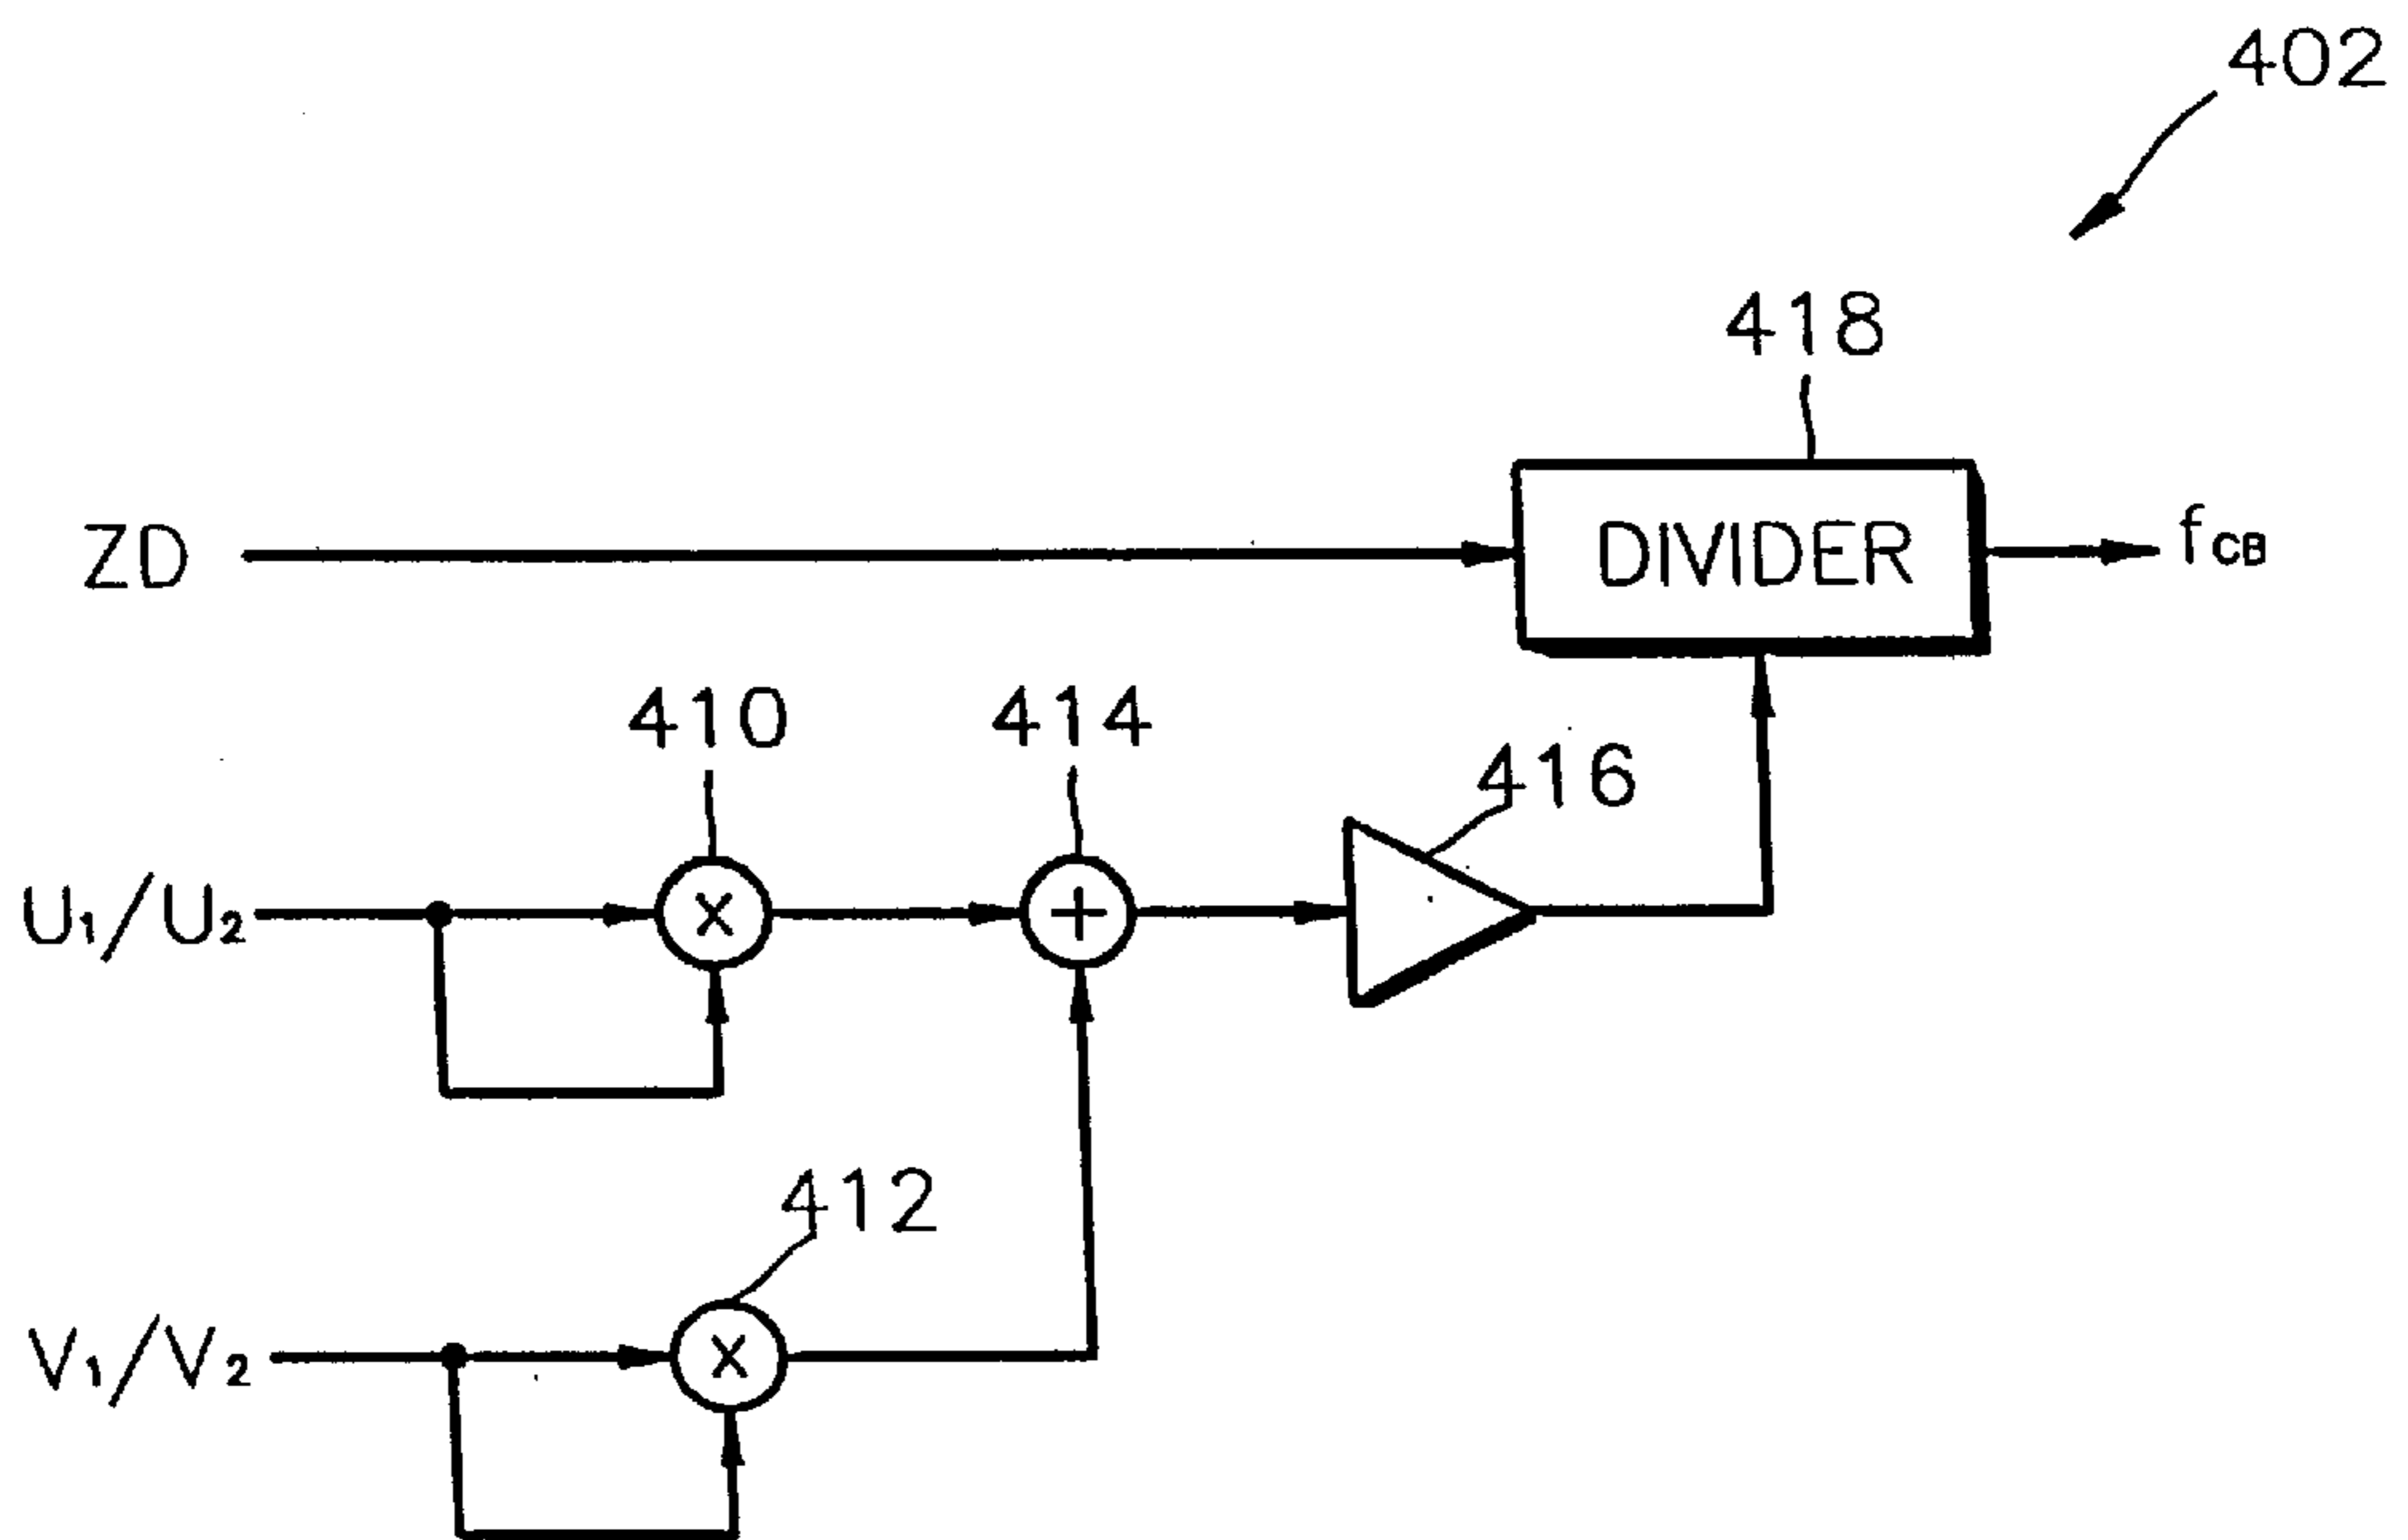 402
418
ZD
DIVIDER
fCB
410
414
416
U1/U2
X
+
412
V1/V2
X